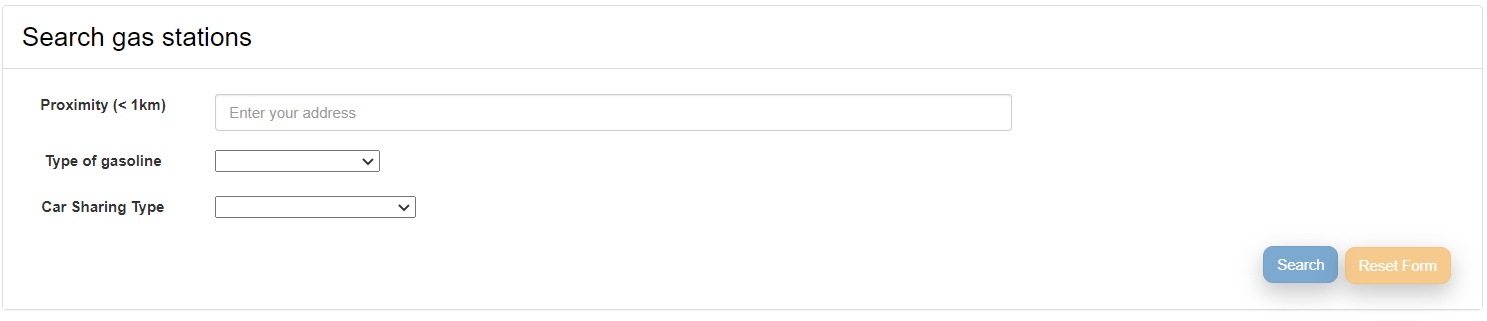 Search gas stations
Proximity (< 1km)
Enter your address
Type of gasoline
Car Sharing Type
Search
Reset Form